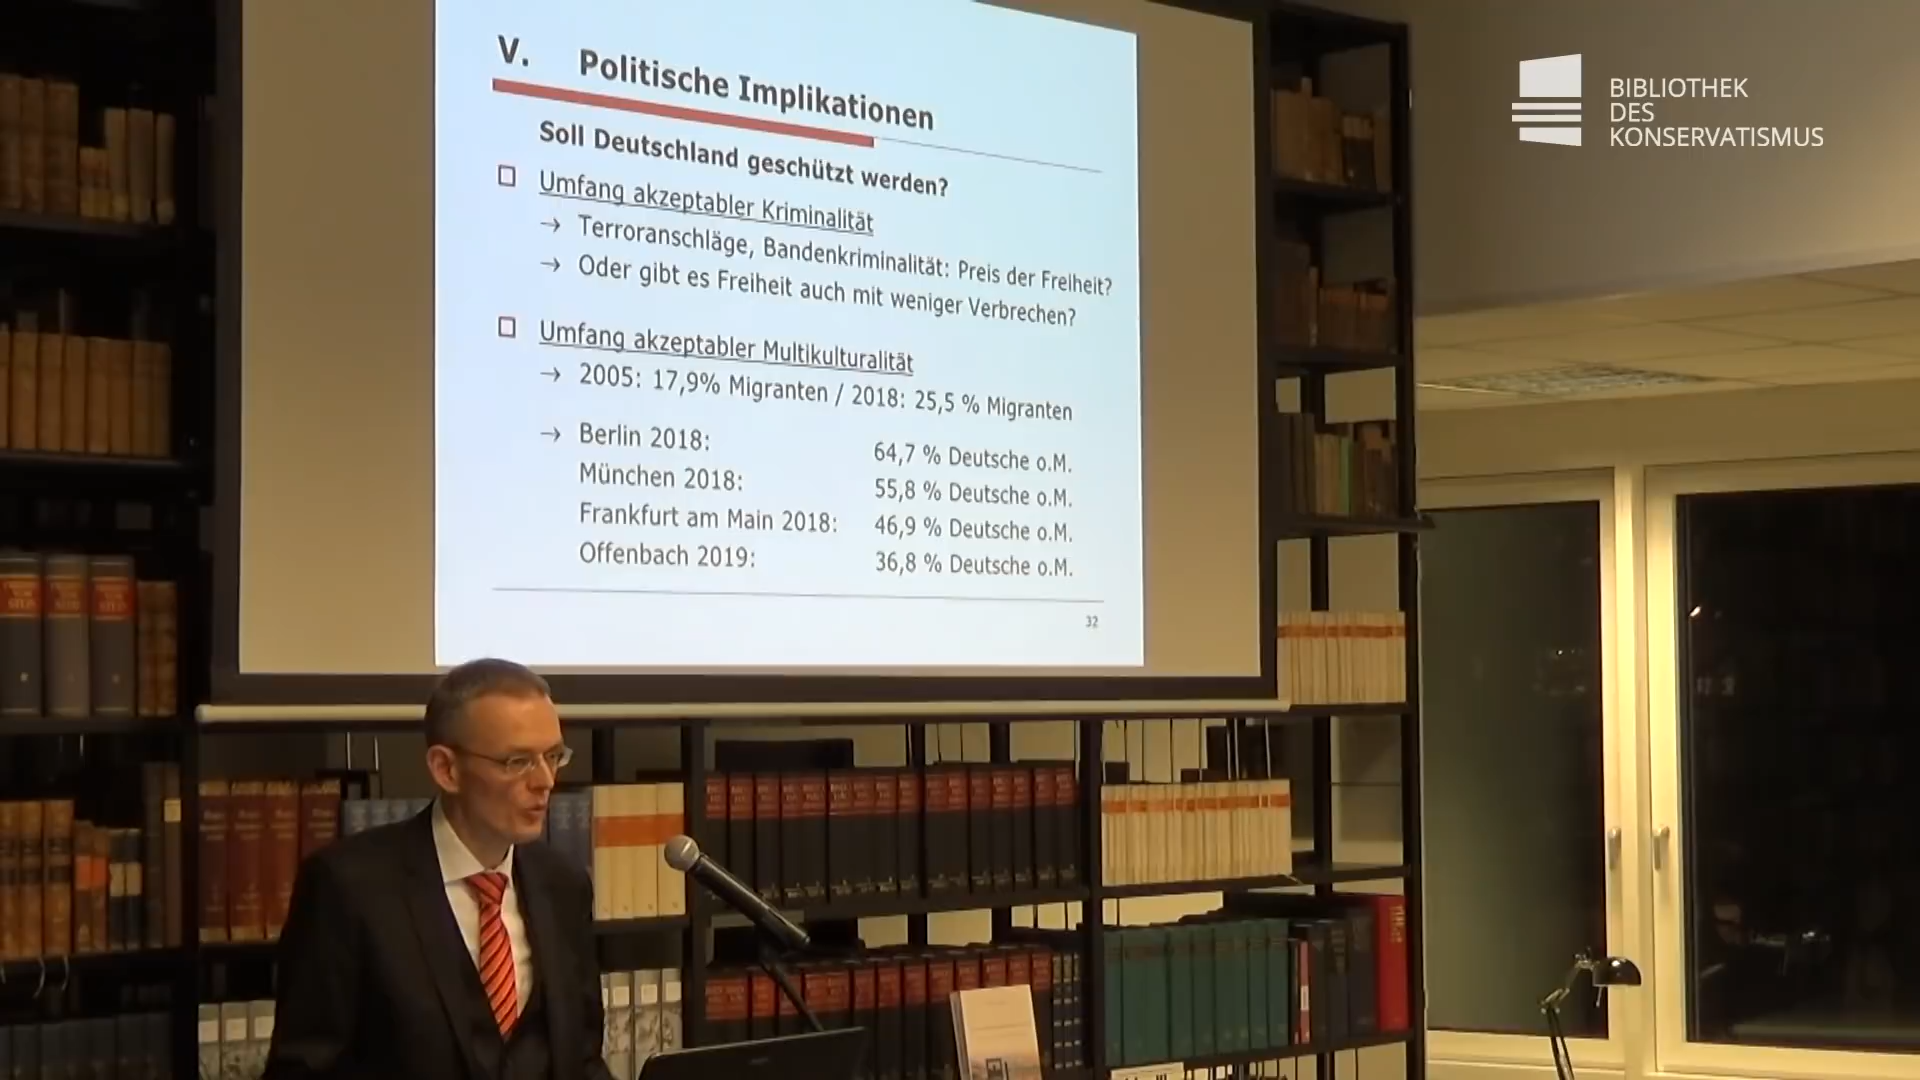 V. Politische Implikationen
Soll Deutschland geschützt werden?
Umfang akzeptabler Kriminalität
→ Terroranschläge, Bandenkriminalität: Preis der Freiheit?
→ Oder gibt es Freiheit auch mit weniger Verbrechen?
Umfang akzeptabler Multikulturalität
→ 2005: 17,9% Migranten / 2018: 25,5 % Migranten
→ Berlin 2018: 64,7 % Deutsche o.M.
München 2018: 55,8 % Deutsche o.M.
Frankfurt am Main 2018: 46,9 % Deutsche o.M.
Offenbach 2019: 36,8 % Deutsche o.M.
32
BIBLIOTHEK
DES
KONSERVATISMUS